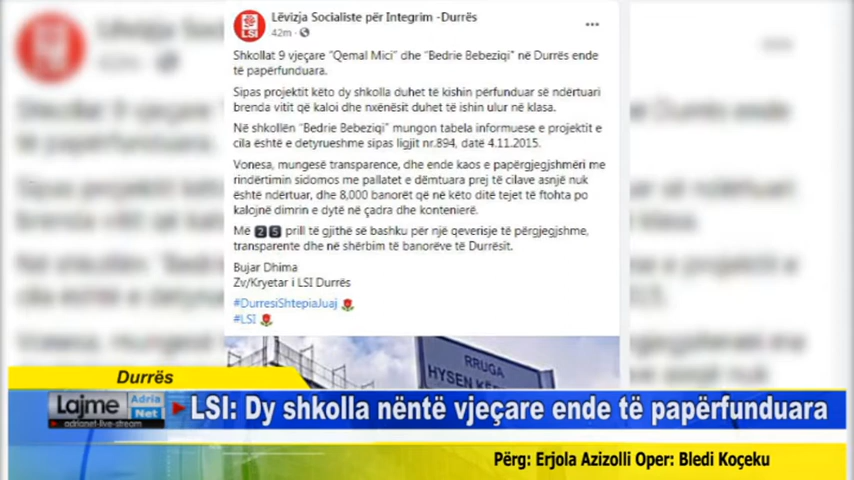 Lëvizja Socialiste për Integrim -Durrës
42m
LSI
Shkollat 9 vjeçare "Qemal Mici" dhe "Bedrie Bebeziqi" në Durrës ende
të papërfunduara.
Sipas projektit këto dy shkolla duhet të kishin përfunduar së ndërtuari
brenda vitit që kaloi dhe nxënësit duhet të ishin ulur në klasa.
Në shkollën "Bedrie Bebeziqi" mungon tabela informuese e projektit e
cila është e detyrueshme sipas ligjit nr.894, datë 4.11.2015.
Vonesa, mungesë transparence, dhe ende kaos e papërgjegjshmëri me
rindërtimin sidomos me pallatet e dëmtuara prej të cilave asnjë nuk
është ndërtuar, dhe 8,000 banorët që në këto ditë tejet të ftohta po
kalojnë dimrin e dytë në çadra dhe kontenierë.
Më 25 prill të gjithë së bashku për një qeverisje të përgjegjshme,
transparente dhe në shërbim të banorëve të Durrësit.
Bujar Dhima
Zv/Kryetar i LSI Durrës
#DurresiShtepiaJuaj
#LSI
RRUGA
HYSEN
Durrës
Lajme Adria Net
adrianet-live-stream
LSI: Dy shkolla nëntë vjeçare ende të papërfunduara
Përg: Erjola Azizolli Oper: Bledi Koçeku